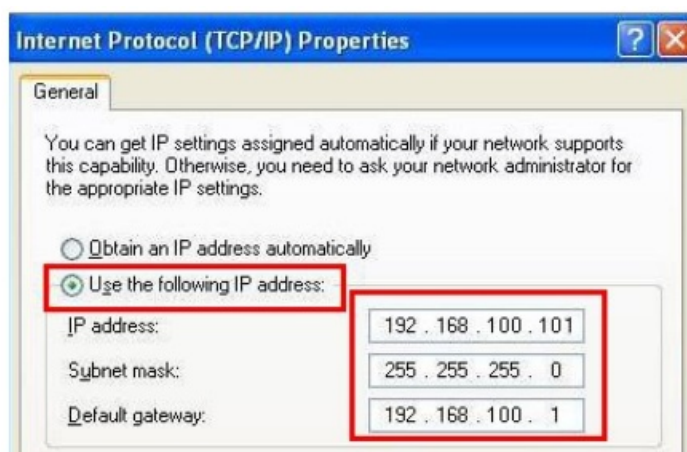 Internet Protocol (TCP/IP) Properties
?
General
You can get IP settings assigned automatically if your network supports
this capability. Otherwise, you need to ask your network administrator for
the appropriate IP settings.
Obtain an IP address automatically
Use the following IP address:
IP address: 192 . 168 . 100 . 101
Subnet mask: 255 . 255 . 255 . 0
Default gateway: 192 . 168 . 100 . 1